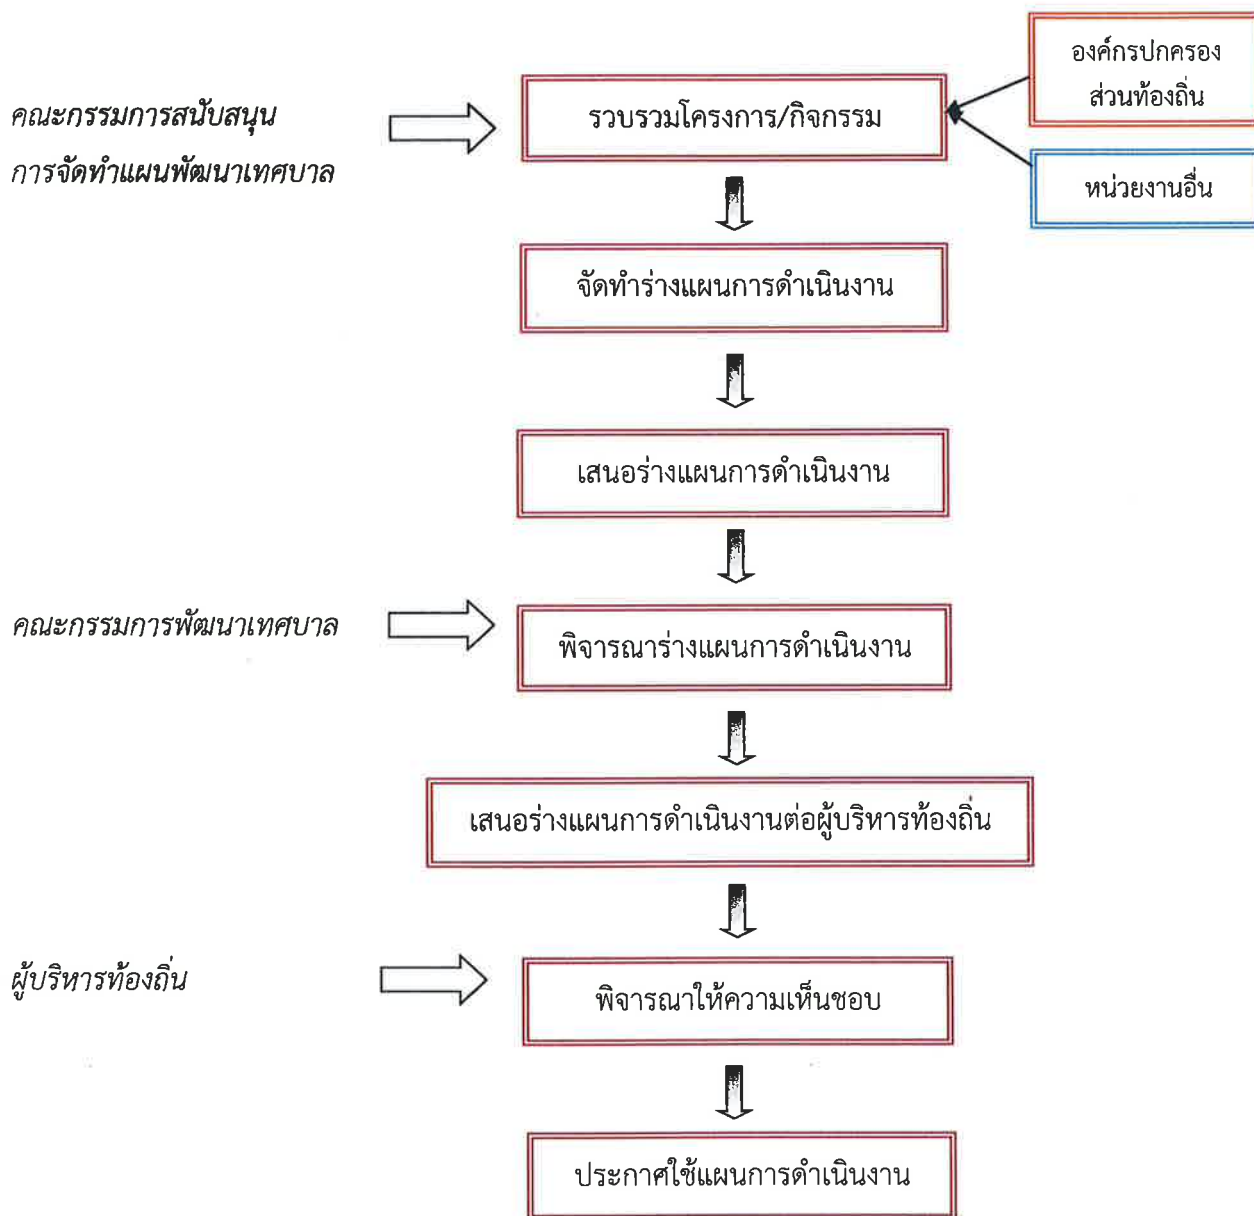 องค์กรปกครอง
ส่วนท้องถิ่น
คณะกรรมการสนับสนุน
การจัดทำแผนพัฒนาเทศบาล
รวบรวมโครงการ/กิจกรรม
หน่วยงานอื่น
จัดทำร่างแผนการดำเนินงาน
เสนอร่างแผนการดำเนินงาน
คณะกรรมการพัฒนาเทศบาล
พิจารณาร่างแผนการดำเนินงาน
เสนอร่างแผนการดำเนินงานต่อผู้บริหารท้องถิ่น
ผู้บริหารท้องถิ่น
พิจารณาให้ความเห็นชอบ
ประกาศใช้แผนการดำเนินงาน